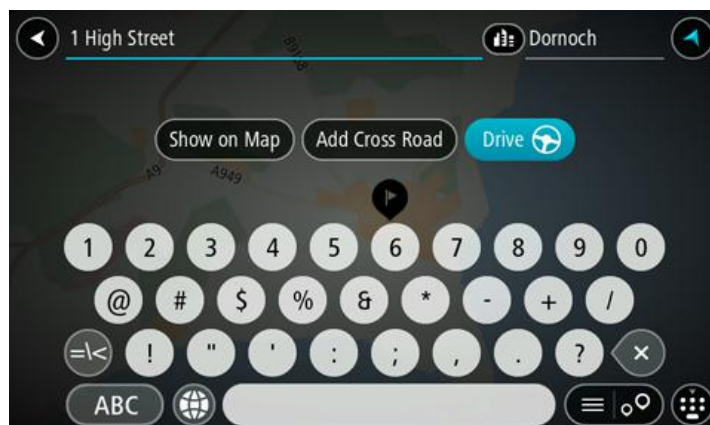 1 High Street Dornoch
B9168
Show on Map Add Cross Road Drive
A9 A949
1 2 3 4 5 6 7 8 9 0
@ # $ % & * - + /
=\< ! " ' : ; , . ?
ABC